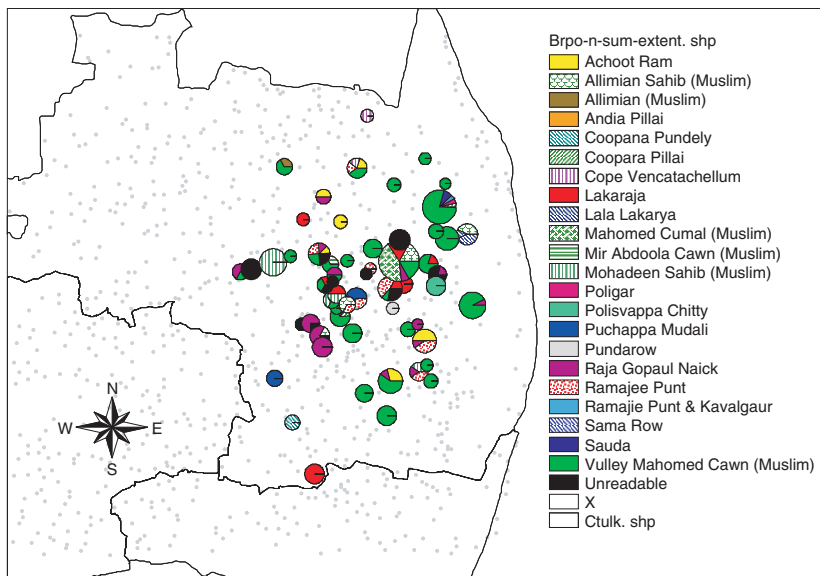 Brpo-n-sum-extent. shp
Achoot Ram
Allimian Sahib (Muslim)
Allimian (Muslim)
Andia Pillai
Coopana Pundely
Coopara Pillai
Cope Vencatachellum
Lakaraja
Lala Lakarya
Mahomed Cumal (Muslim)
Mir Abdoola Cawn (Muslim)
Mohadeen Sahib (Muslim)
Poligar
Polisvappa Chitty
Puchappa Mudali
Pundarow
Raja Gopaul Naick
Ramajee Punt
Ramajie Punt & Kavalgaur
Sama Row
Sauda
Vulley Mahomed Cawn (Muslim)
Unreadable
X
Ctulk. shp
N
W E
S